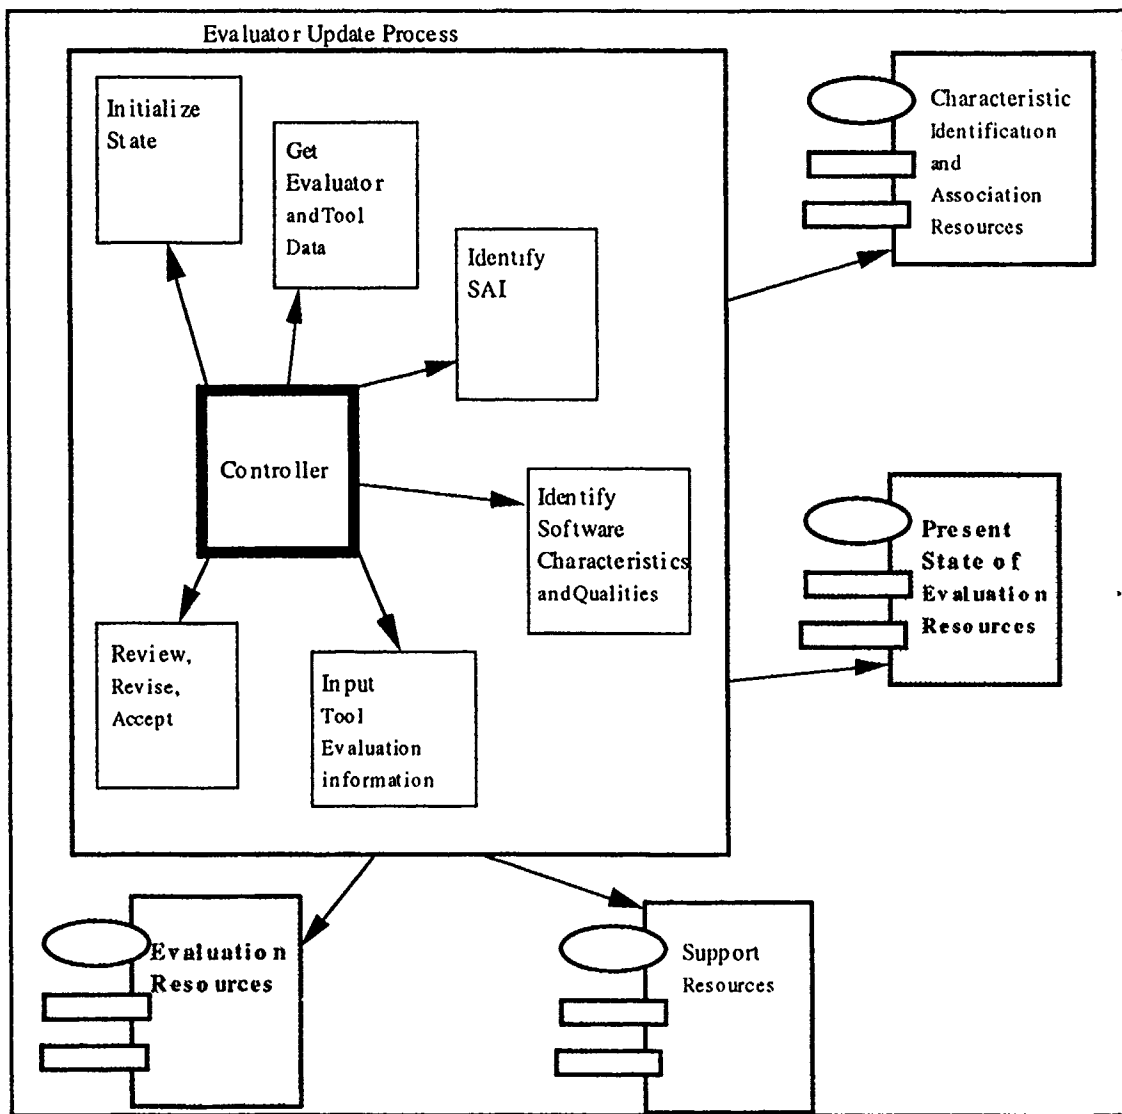 Evaluator Update Process
Initialize
State
Get
Evaluator
and Tool
Data
Identify
SAI
Characteristic
Identification
and
Association
Resources
Controller
Identify
Software
Characteristics
and Qualities
Present
State of
Evaluation
Resources
Review,
Revise,
Accept
Input
Tool
Evaluation
information
Evaluation
Resources
Support
Resources